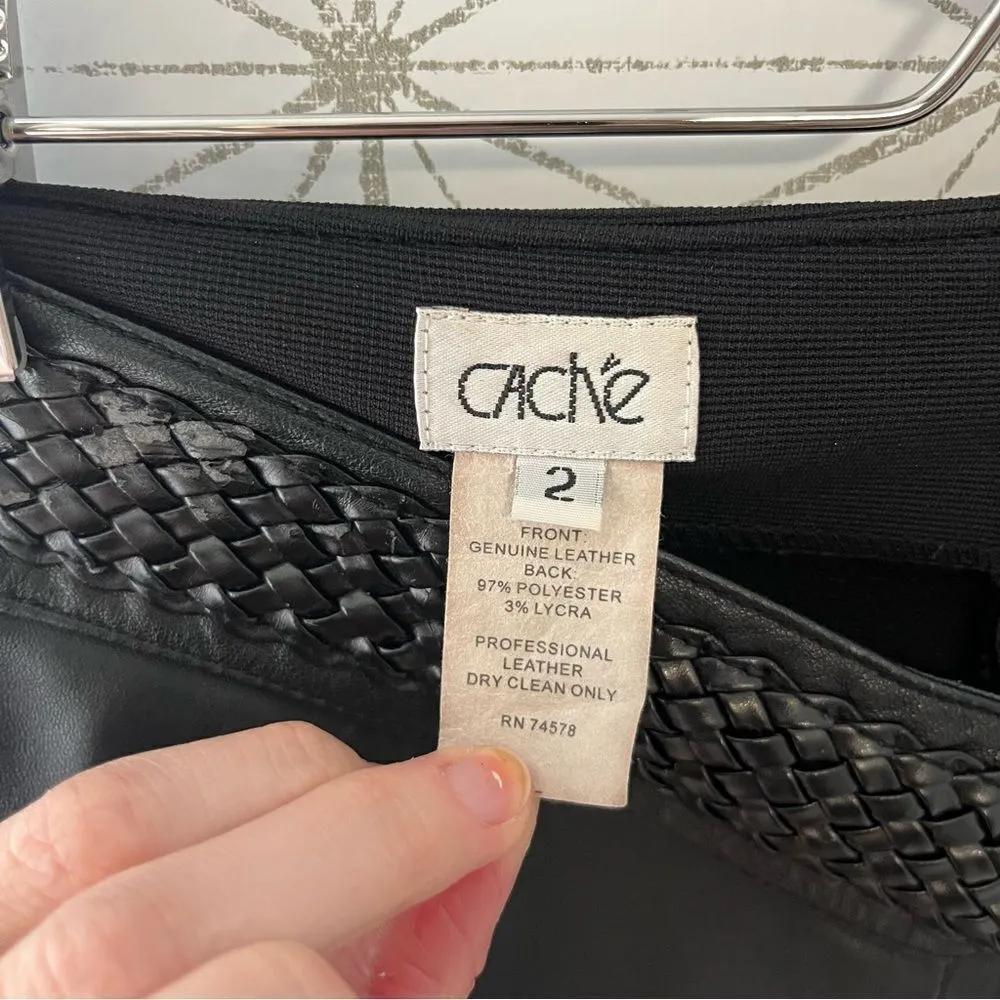 CAChé
2
FRONT:
GENUINE LEATHER
BACK:
97% POLYESTER
3% LYCRA
PROFESSIONAL
LEATHER
DRY CLEAN ONLY
RN 74578